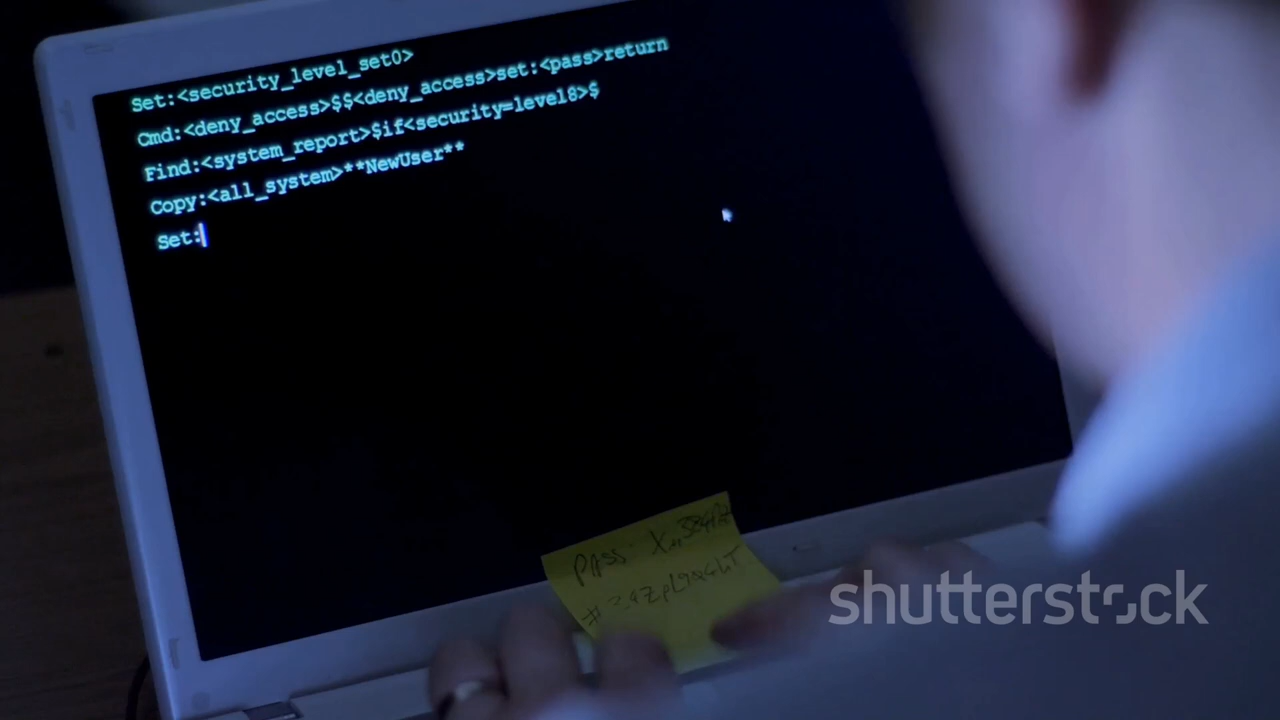 Set:<security_level_set0>
Cmd:<deny_access>$$<deny_access>set:<pass>return
Find:<system_report>$if<security=level8>$
Copy:<all_system>**NewUser**
Set:
PASS:
shutterstock